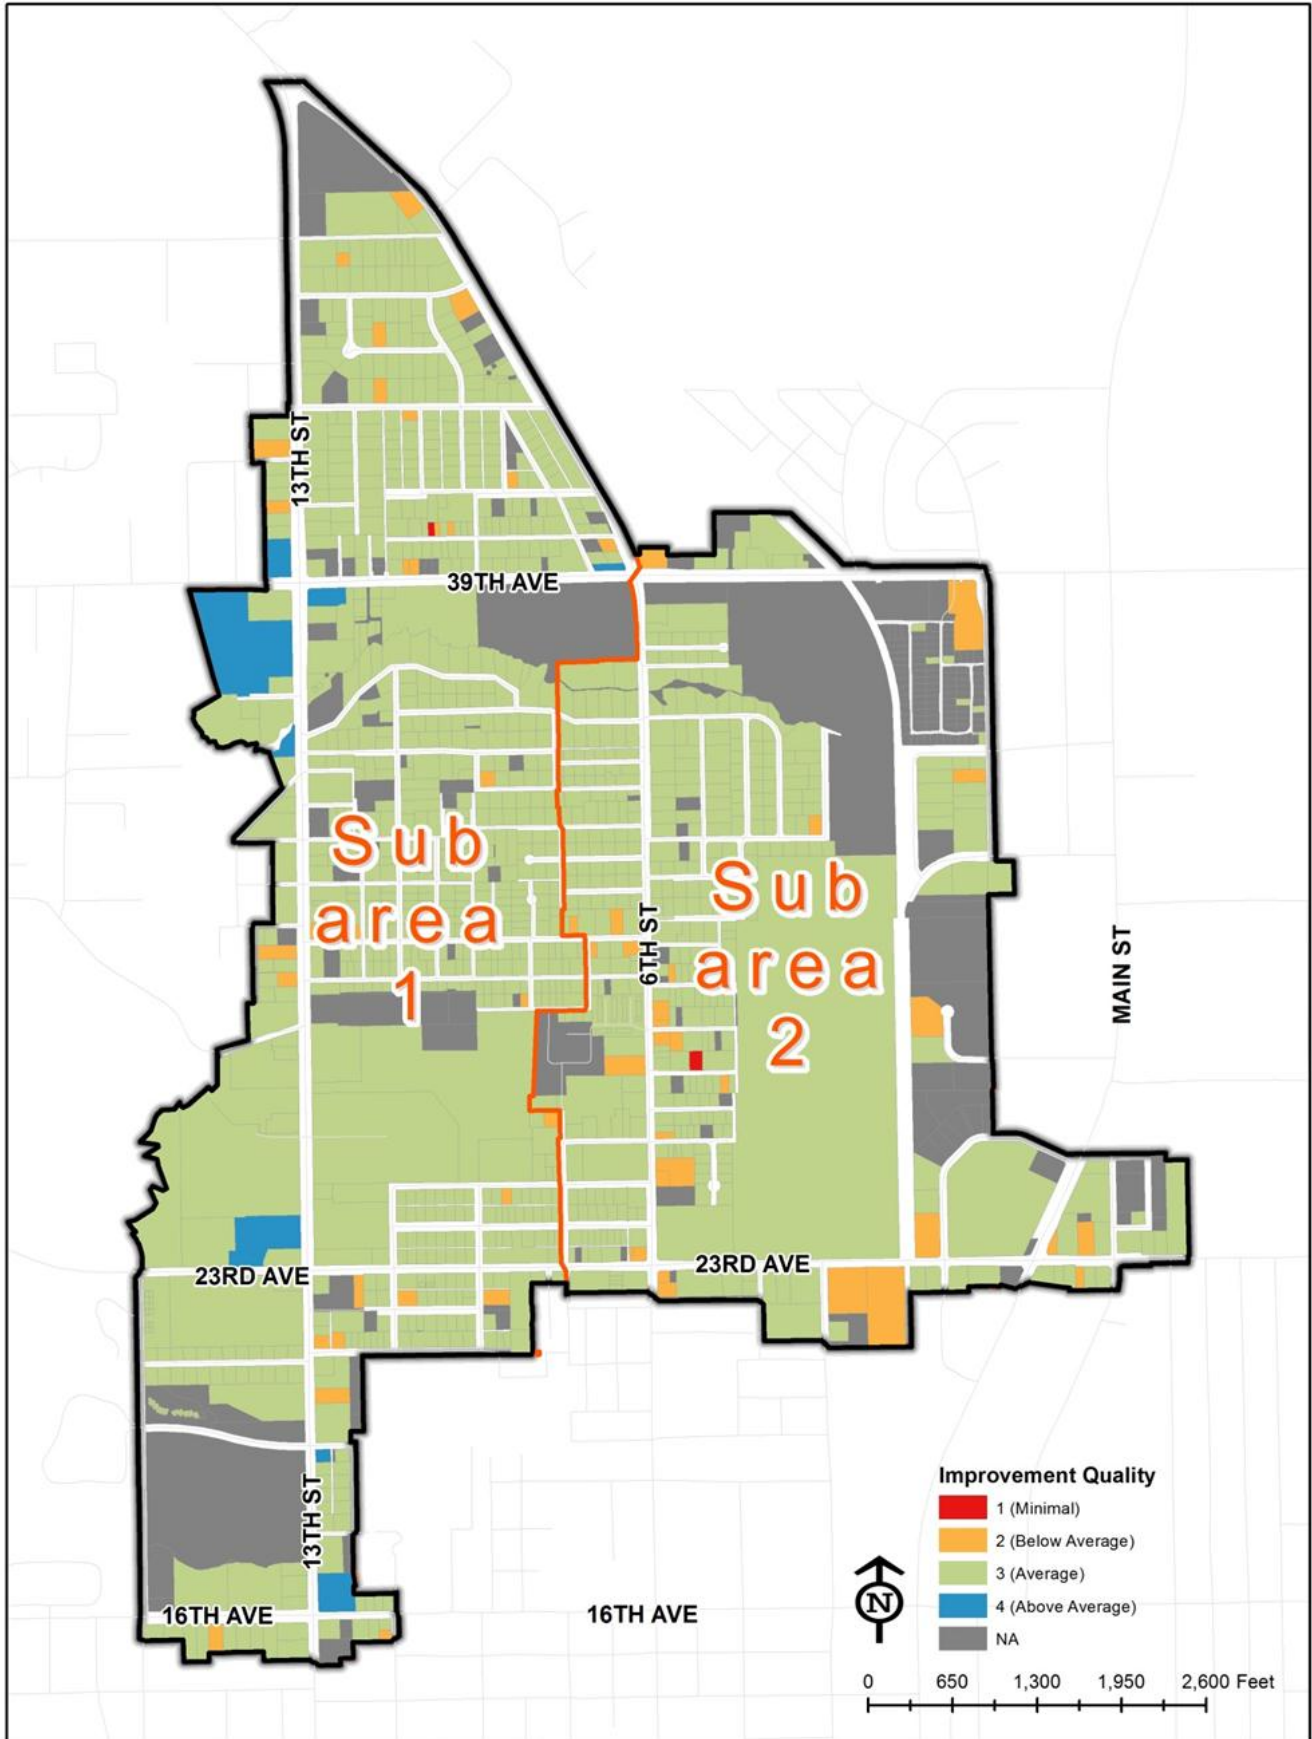 13TH ST
39TH AVE
Sub
area
1
Sub
area
2
6TH ST
MAIN ST
23RD AVE
23RD AVE
13TH ST
16TH AVE
16TH AVE
Improvement Quality
1 (Minimal)
2 (Below Average)
3 (Average)
4 (Above Average)
NA
N
0 650 1,300 1,950 2,600 Feet